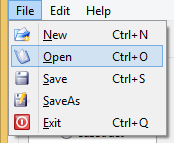 File Edit Help
New Ctrl+N
Open Ctrl+O
Save Ctrl+S
SaveAs
Exit Ctrl+Q